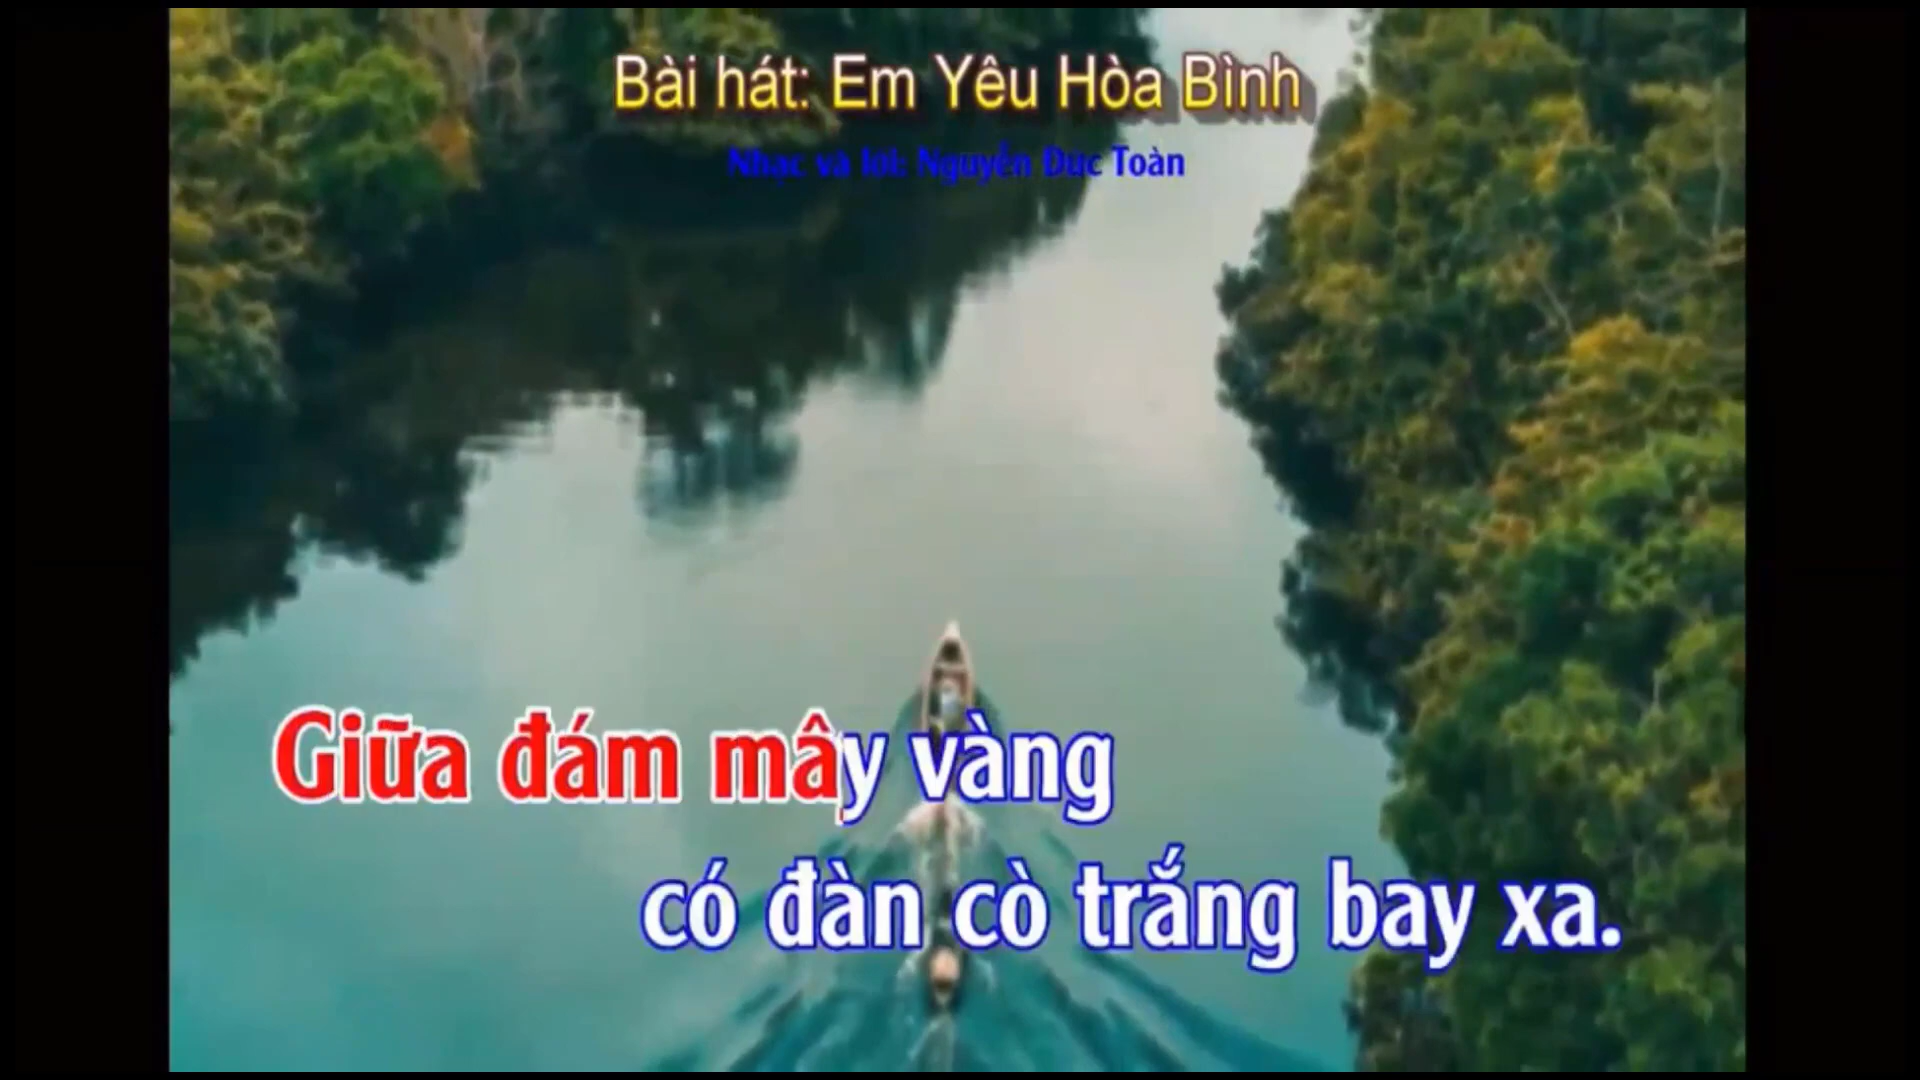 Bài hát: Em Yêu Hòa Bình
Nhạc và lời: Nguyễn Đức Toàn
Giữa đám mây vàng
có đàn cò trắng bay xa.